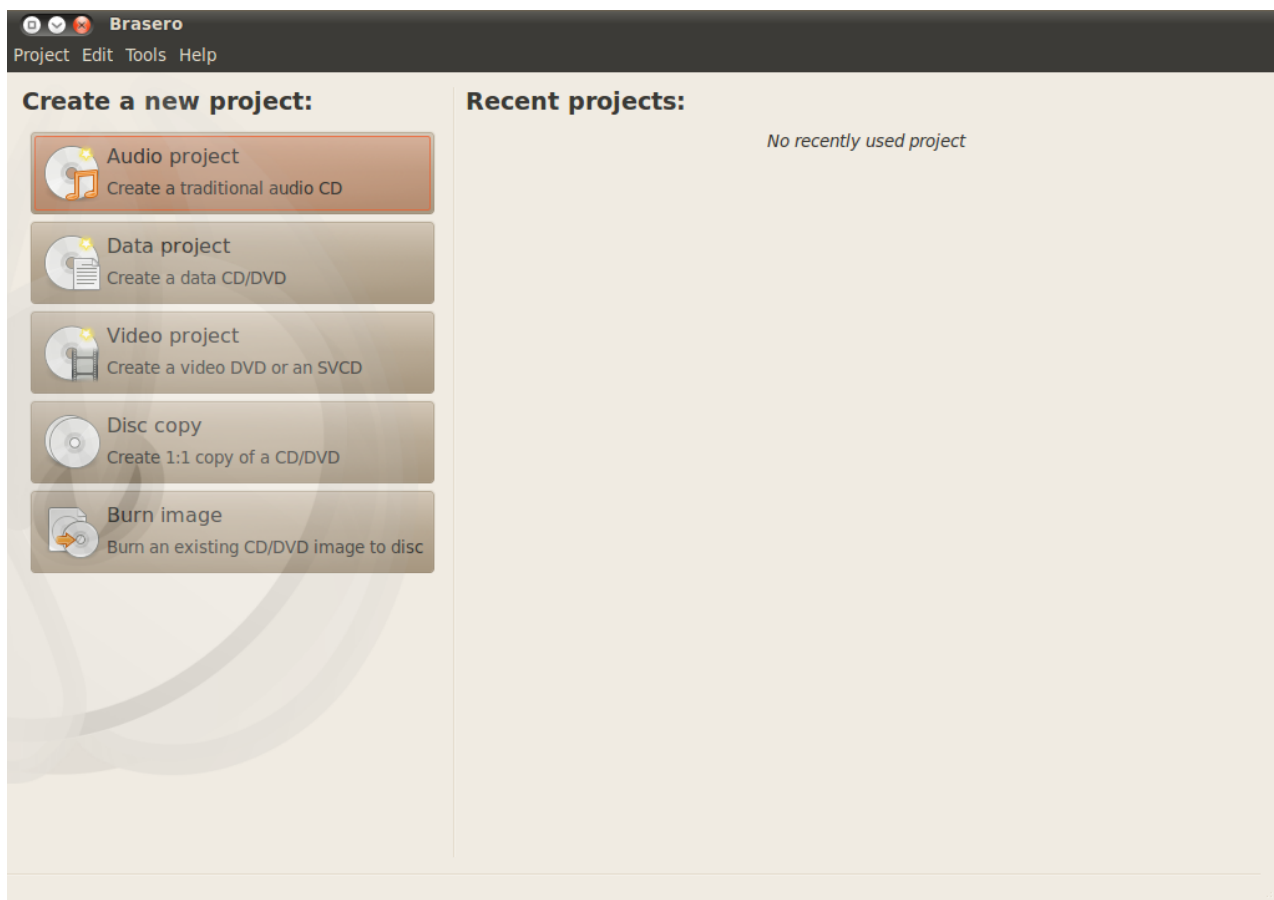 Brasero
Project Edit Tools Help
Create a new project:
Audio project
Create a traditional audio CD
Data project
Create a data CD/DVD
Video project
Create a video DVD or an SVCD
Disc copy
Create 1:1 copy of a CD/DVD
Burn image
Burn an existing CD/DVD image to disc
Recent projects:
No recently used project